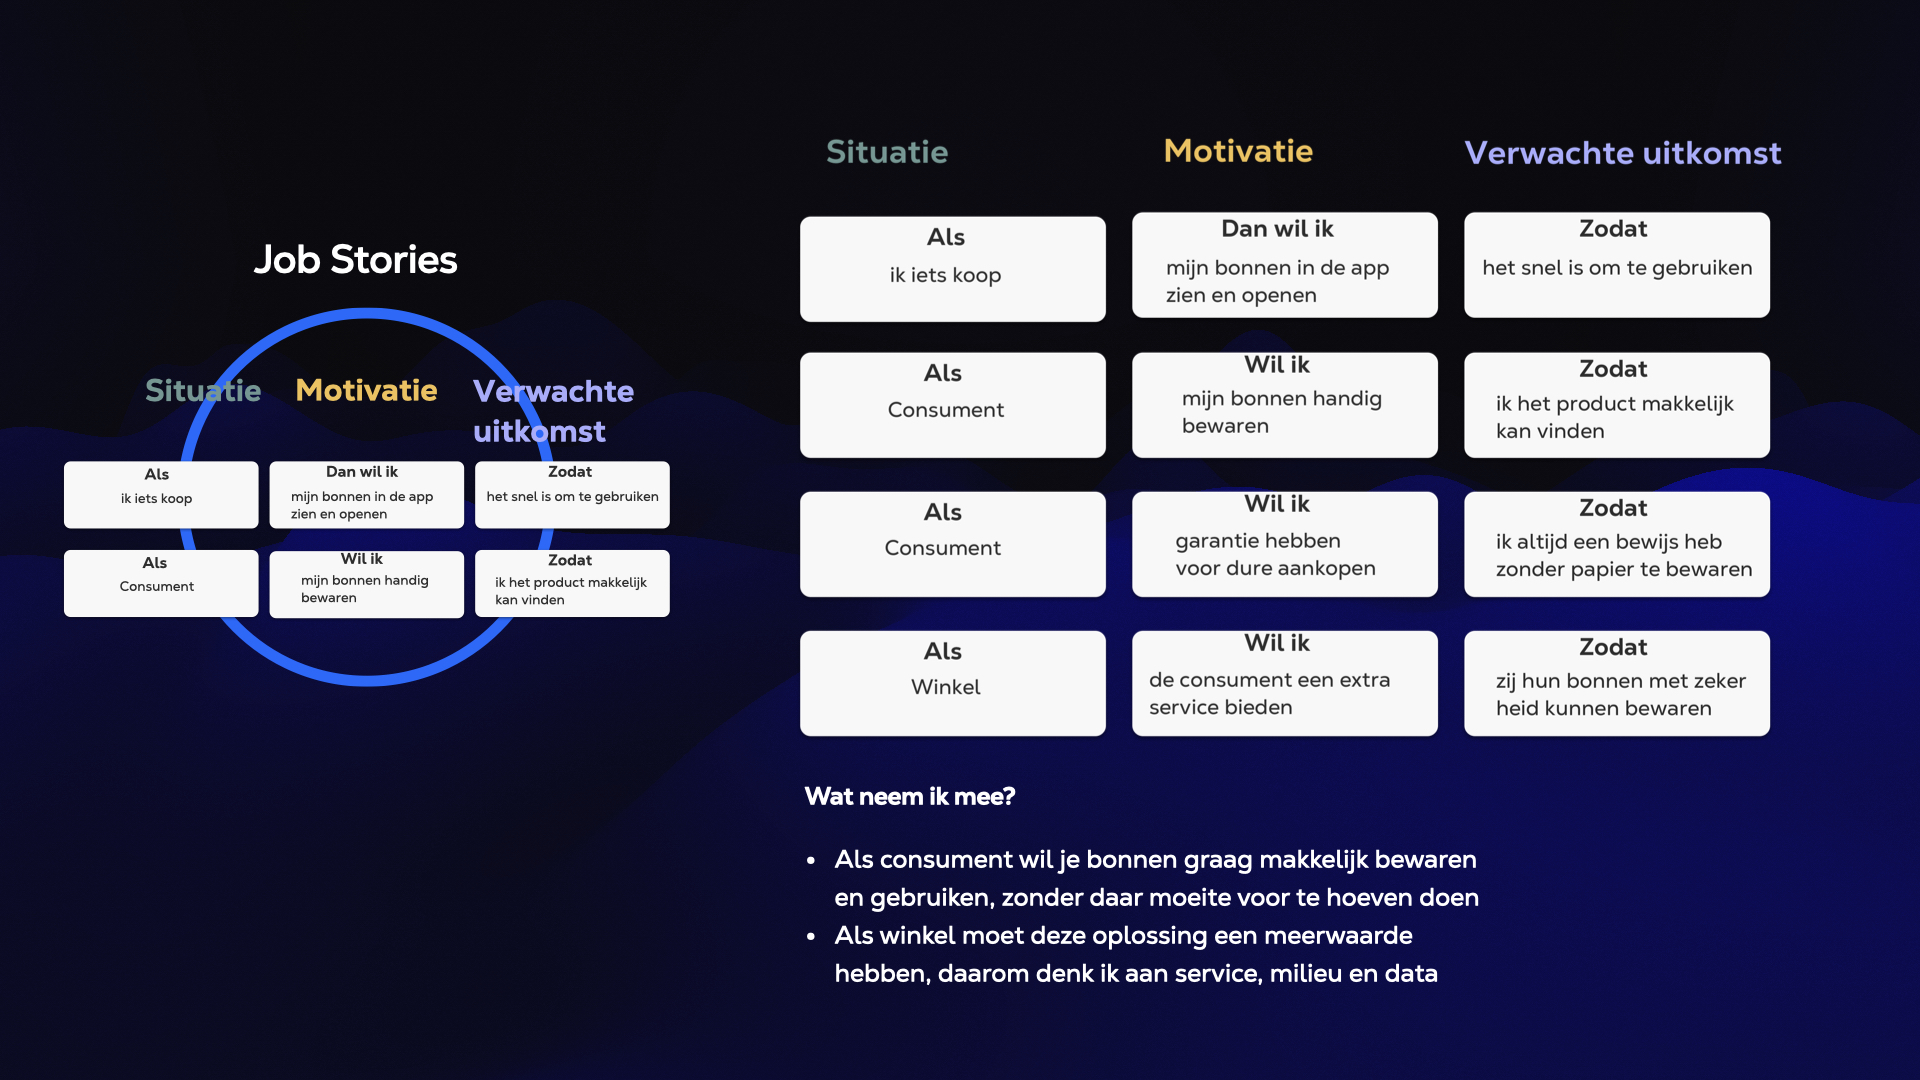 Job Stories
Situatie
Motivatie
Verwachte
uitkomst
Als
ik iets koop
Dan wil ik
mijn bonnen in de app
zien en openen
Zodat
het snel is om te gebruiken
Als
Consument
Wil ik
mijn bonnen handig
bewaren
Zodat
ik het product makkelijk
kan vinden
Situatie
Motivatie
Verwachte uitkomst
Als
ik iets koop
Dan wil ik
mijn bonnen in de app
zien en openen
Zodat
het snel is om te gebruiken
Als
Consument
Wil ik
mijn bonnen handig
bewaren
Zodat
ik het product makkelijk
kan vinden
Als
Consument
Wil ik
garantie hebben
voor dure aankopen
Zodat
ik altijd een bewijs heb
zonder papier te bewaren
Als
Winkel
Wil ik
de consument een extra
service bieden
Zodat
zij hun bonnen met zeker
heid kunnen bewaren
Wat neem ik mee?
• Als consument wil je bonnen graag makkelijk bewaren
en gebruiken, zonder daar moeite voor te hoeven doen
• Als winkel moet deze oplossing een meerwaarde
hebben, daarom denk ik aan service, milieu en data